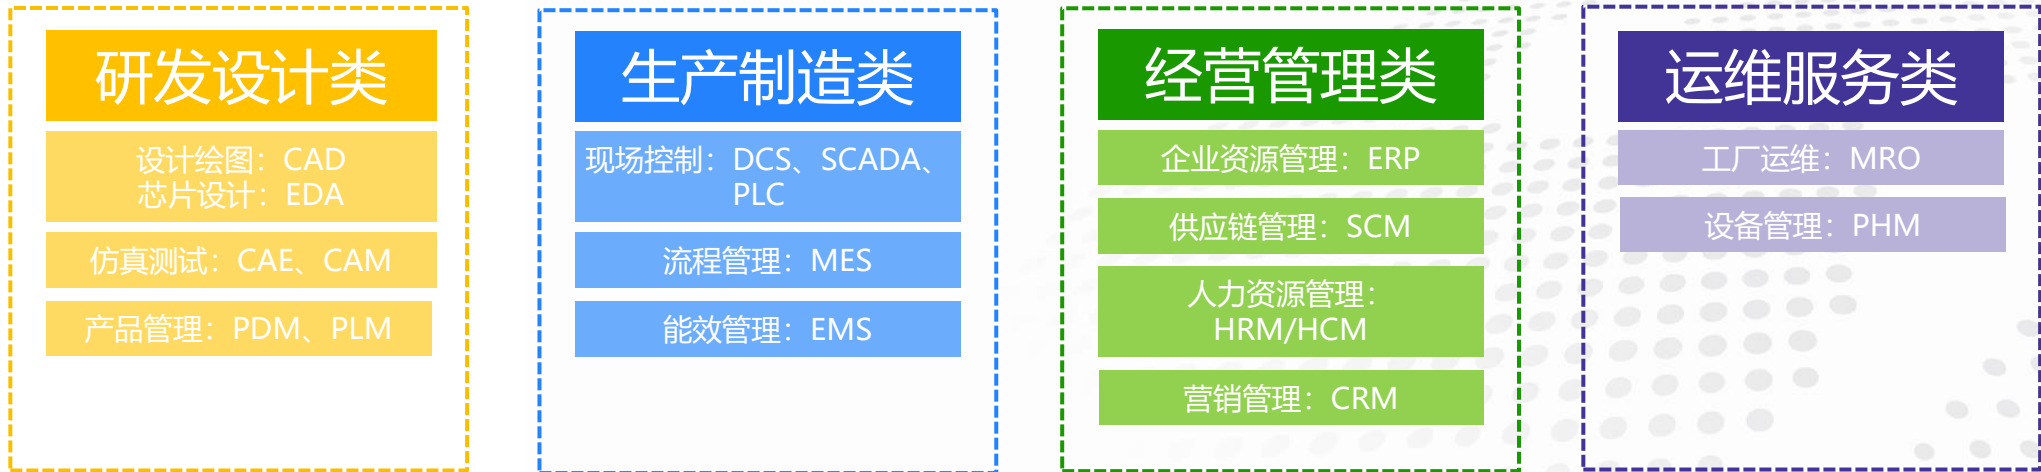 研发设计类
设计绘图：CAD
芯片设计：EDA
仿真测试：CAE、CAM
产品管理：PDM、PLM
生产制造类
现场控制：DCS、SCADA、
PLC
流程管理：MES
能效管理：EMS
经营管理类
企业资源管理：ERP
供应链管理：SCM
人力资源管理：
HRM/HCM
营销管理：CRM
运维服务类
工厂运维：MRO
设备管理：PHM